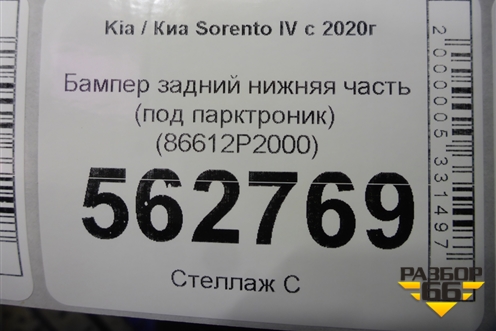 Kia / Киа Sorento IV с 2020г
Бампер задний нижняя часть
(под парктроник)
(86612P2000)
562769
Стеллаж С
2000005331497
РАЗБОР
66